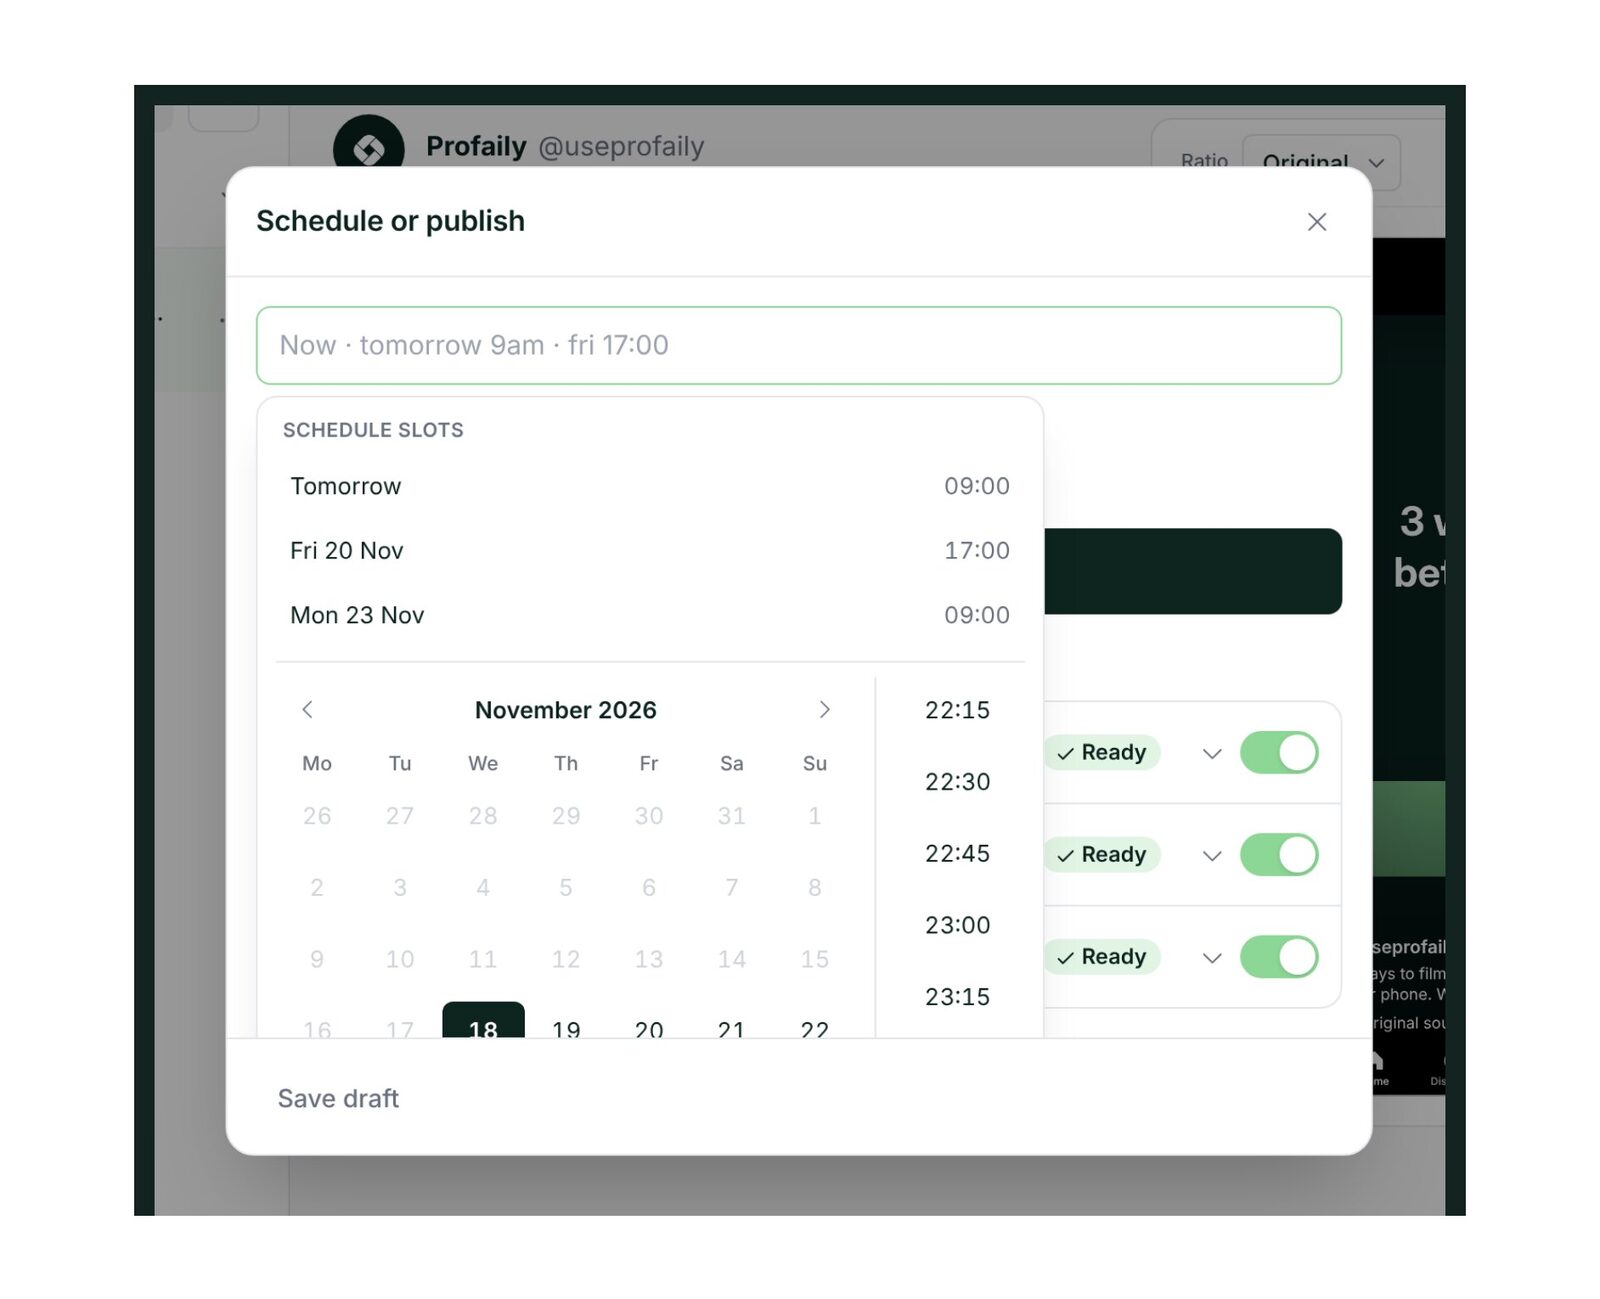 Profaily @useprofaily
Ratio Original
Schedule or publish
Now · tomorrow 9am · fri 17:00
SCHEDULE SLOTS
Tomorrow 09:00
Fri 20 Nov 17:00
Mon 23 Nov 09:00
November 2026
Mo Tu We Th Fr Sa Su
26 27 28 29 30 31 1
2 3 4 5 6 7 8
9 10 11 12 13 14 15
16 17 18 19 20 21 22
22:15
22:30
22:45
23:00
23:15
Ready
Ready
Ready
Save draft
3
phone.